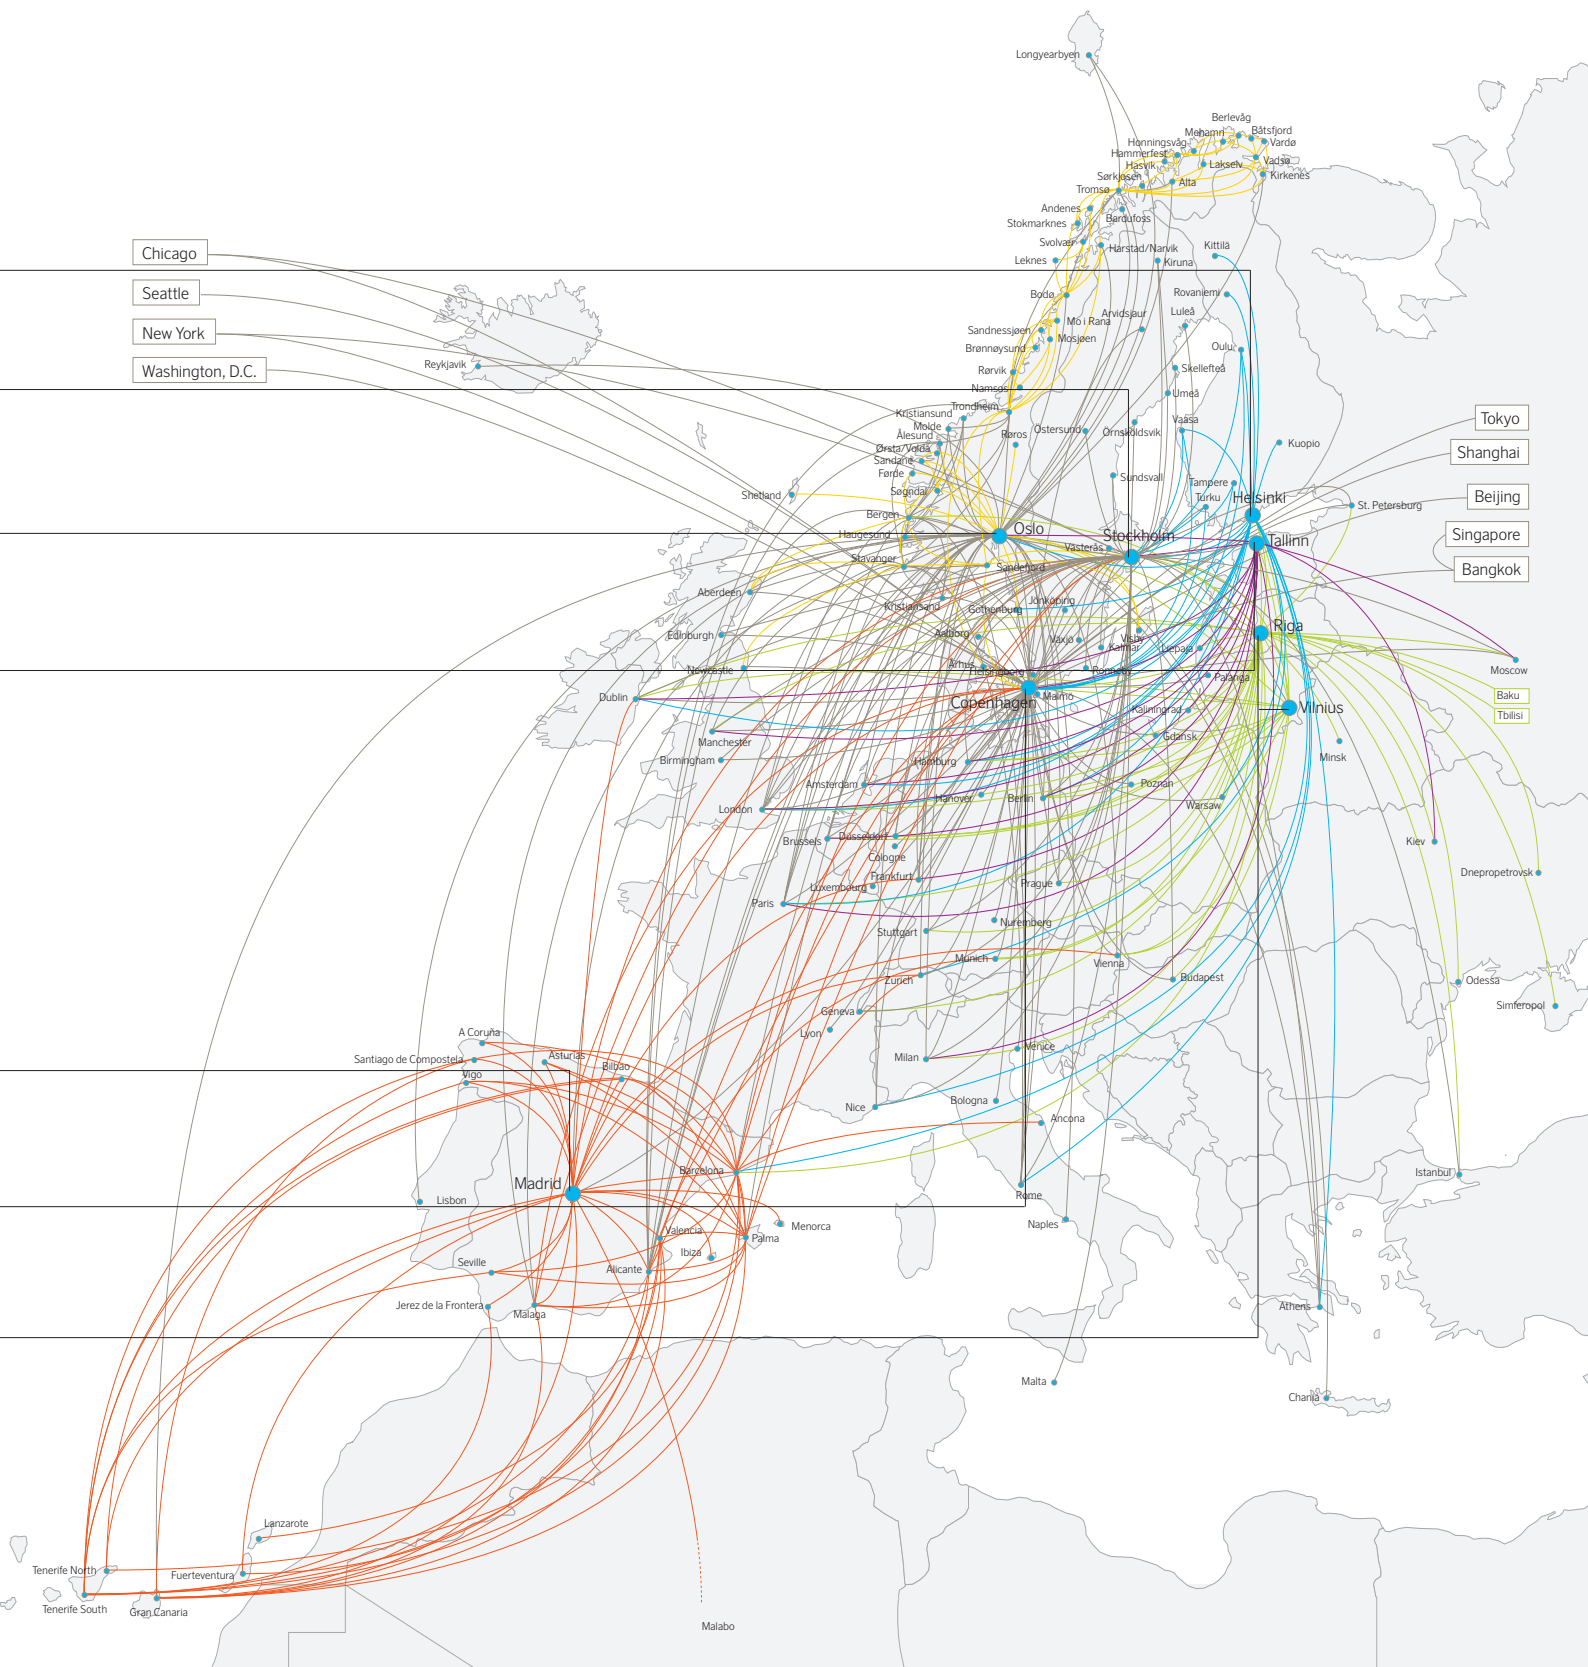 Longyearbyen
Berlevåg
Mehamn
Båtsfjord
Honningsvåg
Vardø
Hammerfest
Hasvik
Lakselv
Vadsø
Sørkjosen
Alta
Kirkenes
Tromsø
Andenes
Bardufoss
Stokmarknes
Svolvær
Harstad/Narvik
Kittilä
Chicago
Leknes
Kiruna
Seattle
Bodø
Rovaniemi
Arvidsjaur
Luleå
Mo i Rana
Sandnessjøen
New York
Mosjøen
Brønnøysund
Oulu
Reykjavik
Washington, D.C.
Rørvik
Skellefteå
Namsos
Umeå
Trondheim
Kristiansund
Tokyo
Molde
Östersund
Örnsköldsvik
Vaasa
Ålesund
Røros
Kuopio
Ørsta/Volda
Shanghai
Sandane
Førde
Sundsvall
Tampere
Søgndal
Shetland
Turku
Helsinki
Beijing
St. Petersburg
Bergen
Oslo
Haugesund
Stockholm
Singapore
Tallinn
Västerås
Stavanger
Sandefjord
Bangkok
Aberdeen
Kristiansand
Gothenburg
Jönköping
Riga
Edinburgh
Aalborg
Växjö
Visby
Kalmar
Liepaja
Århus
Newcastle
Helsingborg
Ronneby
Moscow
Palanga
Dublin
Copenhagen
Malmö
Baku
Kaliningrad
Vilnius
Tbilisi
Manchester
Gdansk
Birmingham
Hamburg
Minsk
Amsterdam
Hanover
Berlin
Poznan
Warsaw
London
Brussels
Düsseldorf
Kiev
Cologne
Frankfurt
Luxembourg
Prague
Dnepropetrovsk
Paris
Nuremberg
Stuttgart
Munich
Vienna
Zurich
Budapest
Odessa
Simferopol
Geneva
Lyon
A Coruña
Venice
Santiago de Compostela
Asturias
Milan
Bilbao
Vigo
Nice
Bologna
Ancona
Barcelona
Istanbul
Madrid
Rome
Lisbon
Naples
Menorca
Valencia
Palma
Ibiza
Seville
Alicante
Jerez de la Frontera
Malaga
Athens
Malta
Chania
Lanzarote
Tenerife North
Fuerteventura
Tenerife South
Gran Canaria
Malabo